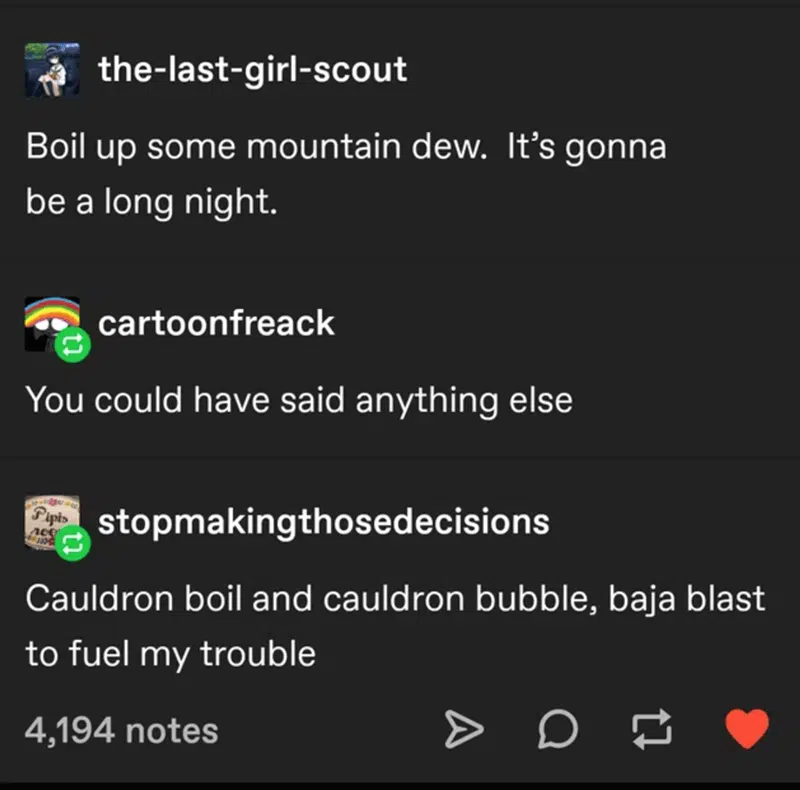 the-last-girl-scout
Boil up some mountain dew.  It’s gonna
be a long night.
cartoonfreack
You could have said anything else
Pipis
stopmakingthosedecisions
Cauldron boil and cauldron bubble, baja blast
to fuel my trouble
4,194 notes